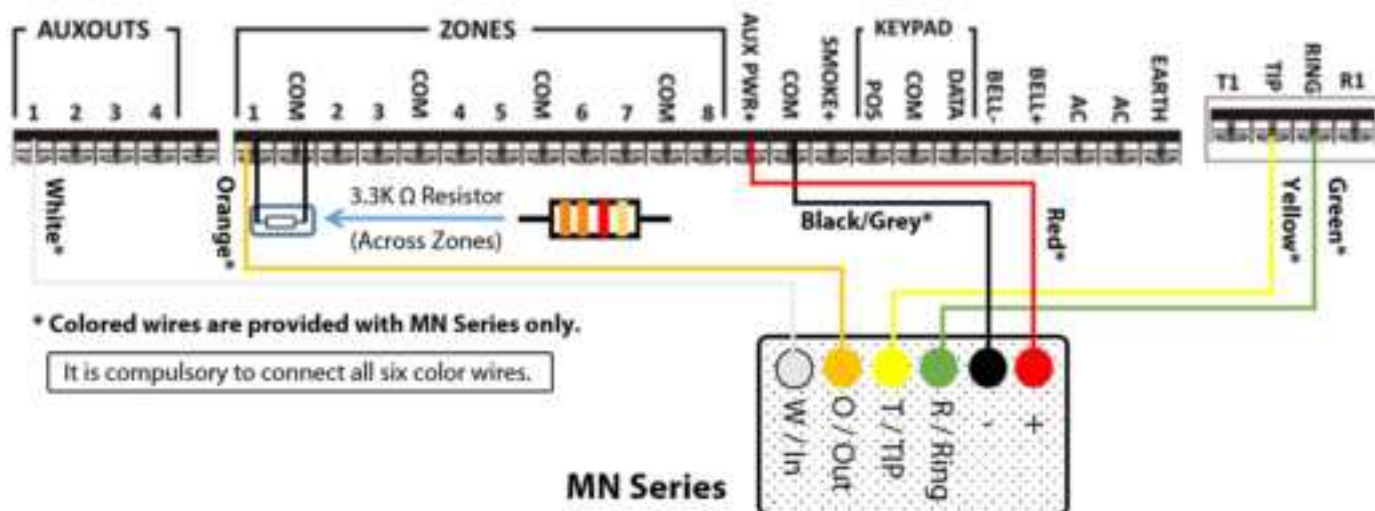 AUXOUTS
1 2 3 4
ZONES
1 COM 2 3 COM 4 5 COM 6 7 COM 8
AUX PWR+
COM
SMOKE+
KEYPAD
POS
COM
DATA
BELL-
BELL+
AC
AC
EARTH
T1 TIP RING R1
White*
Orange*
3.3K Ω Resistor
(Across Zones)
Black/Grey*
Red*
Yellow*
Green*
* Colored wires are provided with MN Series only.
It is compulsory to connect all six color wires.
W / In
O / Out
T / TIP
R / Ring
-
+
MN Series